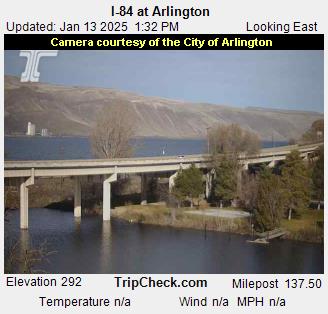 I-84 at Arlington
Updated: Jan 13 2025 1:32 PM Looking East
Camera courtesy of the City of Arlington
Elevation 292 TripCheck.com Milepost 137.50
Temperature n/a Wind n/a MPH n/a